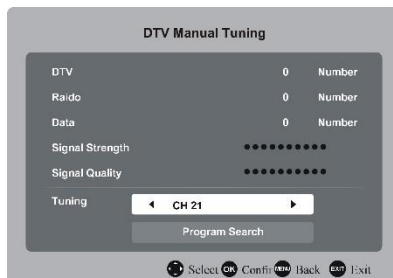 DTV Manual Tuning
DTV 0 Number
Raido 0 Number
Data 0 Number
Signal Strength
Signal Quality
Tuning CH 21
Program Search
Select OK Confir MENU Back EXIT Exit